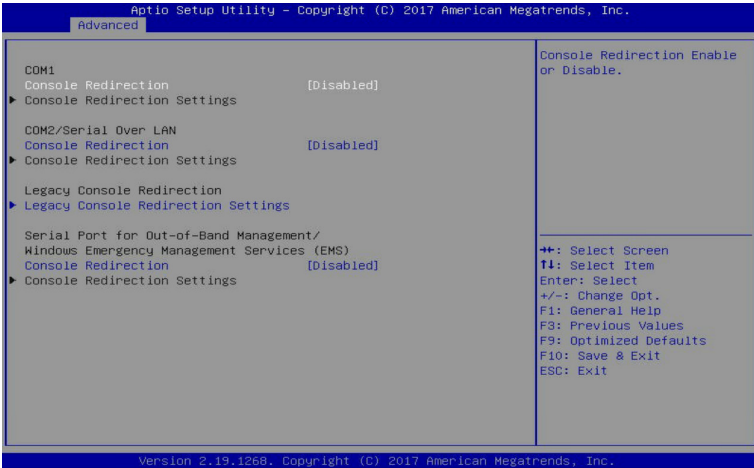 Aptio Setup Utility – Copyright (C) 2017 American Megatrends, Inc.
Advanced
COM1
Console Redirection [Disabled]
▶ Console Redirection Settings
COM2/Serial Over LAN
Console Redirection [Disabled]
▶ Console Redirection Settings
Legacy Console Redirection
▶ Legacy Console Redirection Settings
Serial Port for Out-of-Band Management/
Windows Emergency Management Services (EMS)
Console Redirection [Disabled]
▶ Console Redirection Settings
Console Redirection Enable
or Disable.
→←: Select Screen
↑↓: Select Item
Enter: Select
+/-: Change Opt.
F1: General Help
F3: Previous Values
F9: Optimized Defaults
F10: Save & Exit
ESC: Exit
Version 2.19.1268. Copyright (C) 2017 American Megatrends, Inc.